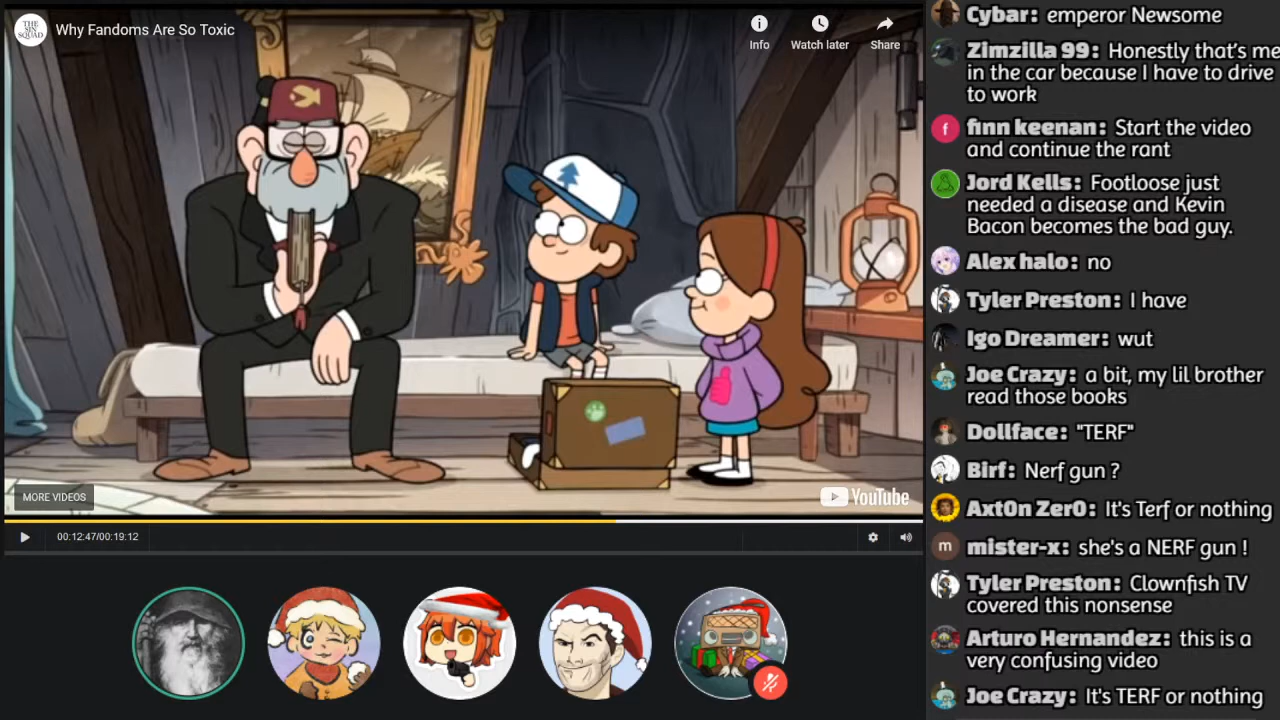 THE
SIN
SQUAD
Why Fandoms Are So Toxic
Info
Watch later
Share
MORE VIDEOS
YouTube
00:12:47/00:19:12
Cybar: emperor Newsome
Zimzilla 99: Honestly that's me
in the car because I have to drive
to work
f
finn keenan: Start the video
and continue the rant
Jord Kells: Footloose just
needed a disease and Kevin
Bacon becomes the bad guy.
Alex halo: no
Tyler Preston: I have
Igo Dreamer: wut
Joe Crazy: a bit, my lil brother
read those books
Dollface: "TERF"
Birf: Nerf gun ?
Axt0n Zer0: It's Terf or nothing
m
mister-x: she's a NERF gun !
Tyler Preston: Clownfish TV
covered this nonsense
Arturo Hernandez: this is a
very confusing video
Joe Crazy: It's TERF or nothing